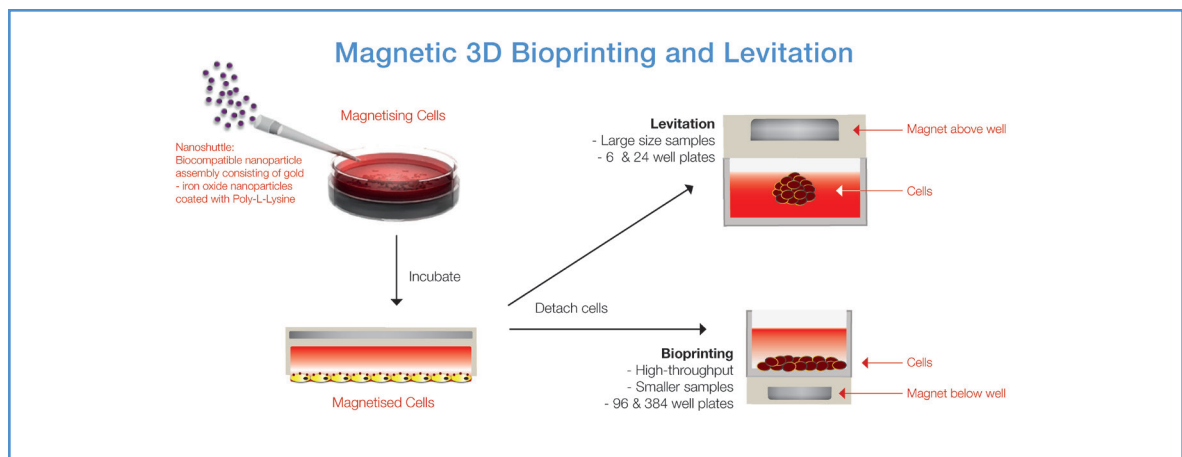 Magnetic 3D Bioprinting and Levitation
Magnetising Cells
Nanoshuttle:
Biocompatible nanoparticle
assembly consisting of gold
- iron oxide nanoparticles
coated with Poly-L-Lysine
Incubate
Magnetised Cells
Detach cells
Levitation
- Large size samples
- 6 & 24 well plates
Magnet above well
Cells
Bioprinting
- High-throughput
- Smaller samples
- 96 & 384 well plates
Cells
Magnet below well